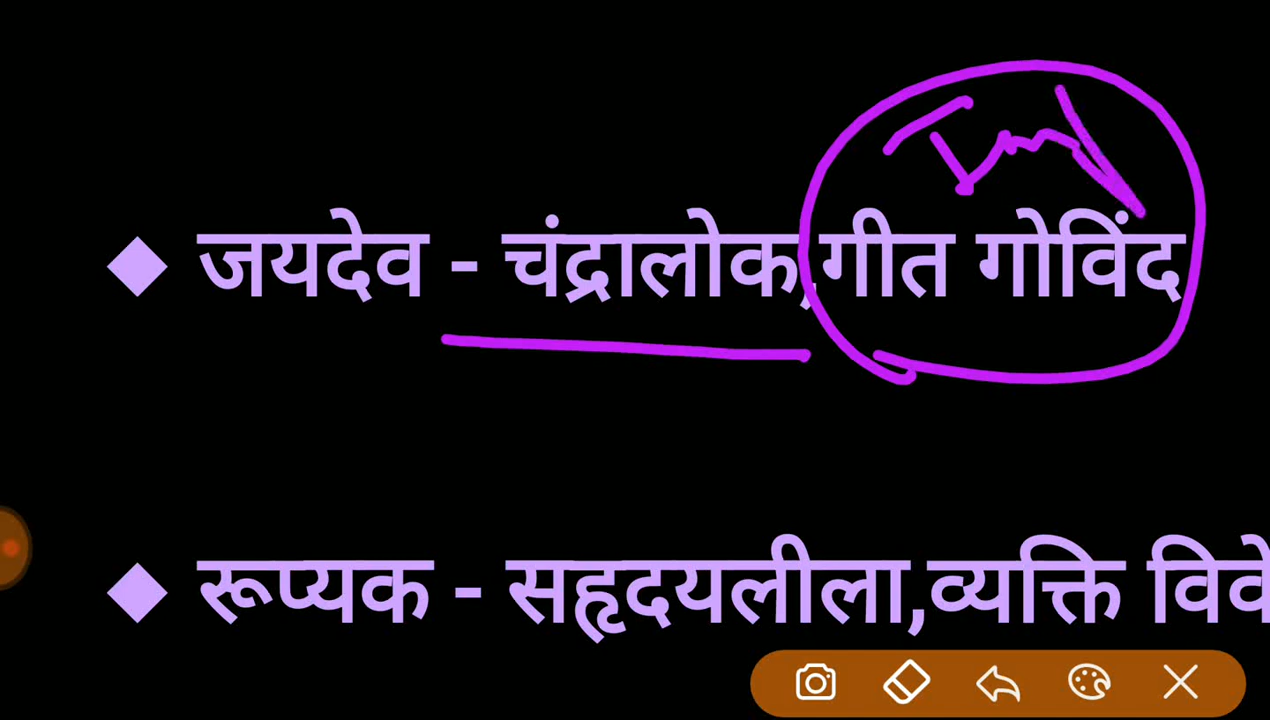 ◆ जयदेव - चंद्रालोक,गीत गोविंद
◆ रूप्यक - सहृदयलीला,व्यक्ति